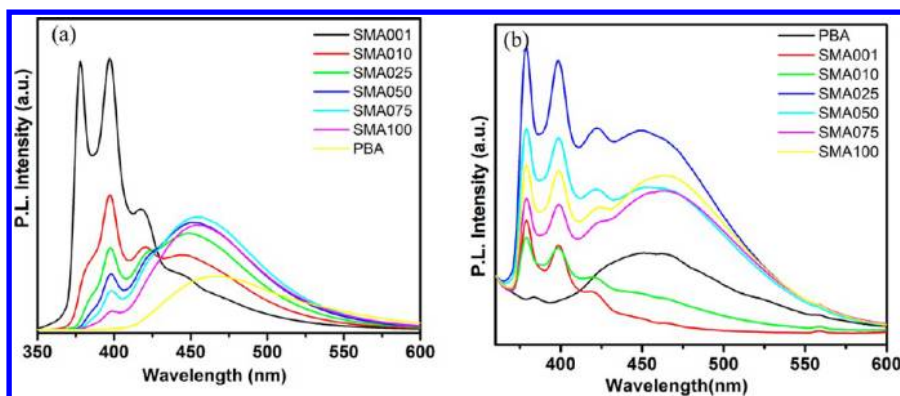 (a)
SMA001
SMA010
SMA025
SMA050
SMA075
SMA100
PBA
P.L. Intensity (a.u.)
350 400 450 500 550 600
Wavelength (nm)
(b)
PBA
SMA001
SMA010
SMA025
SMA050
SMA075
SMA100
P.L. Intensity (a.u.)
400 450 500 550 600
Wavelength(nm)